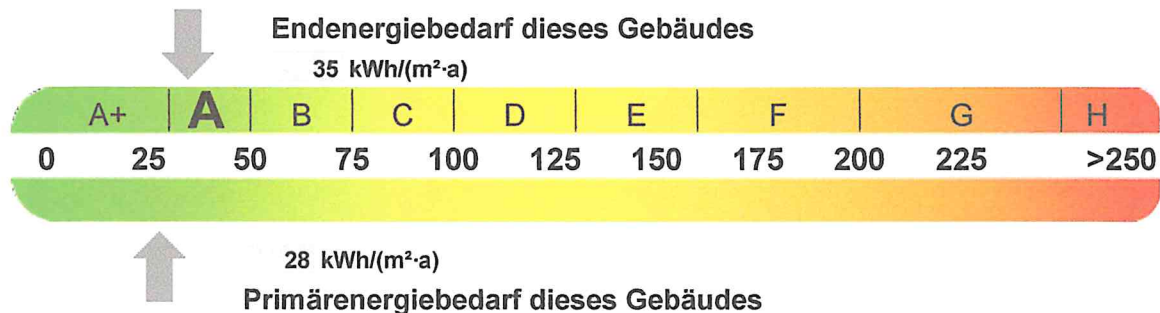 Endenergiebedarf dieses Gebäudes
35 kWh/(m²·a)
A+ A B C D E F G H
0 25 50 75 100 125 150 175 200 225 >250
28 kWh/(m²·a)
Primärenergiebedarf dieses Gebäudes